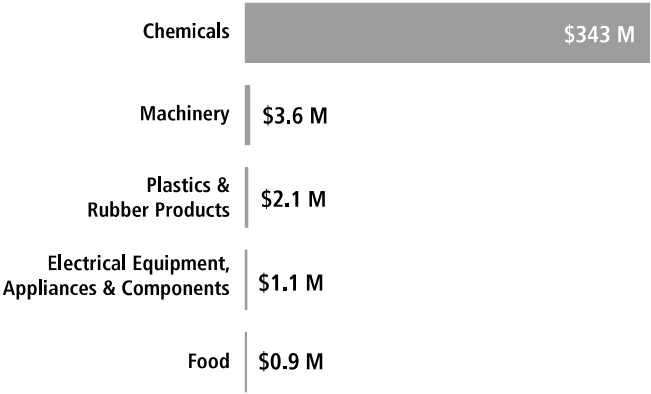 Chemicals
$343 M
Machinery
$3.6 M
Plastics &
Rubber Products
$2.1 M
Electrical Equipment,
Appliances & Components
$1.1 M
Food
$0.9 M